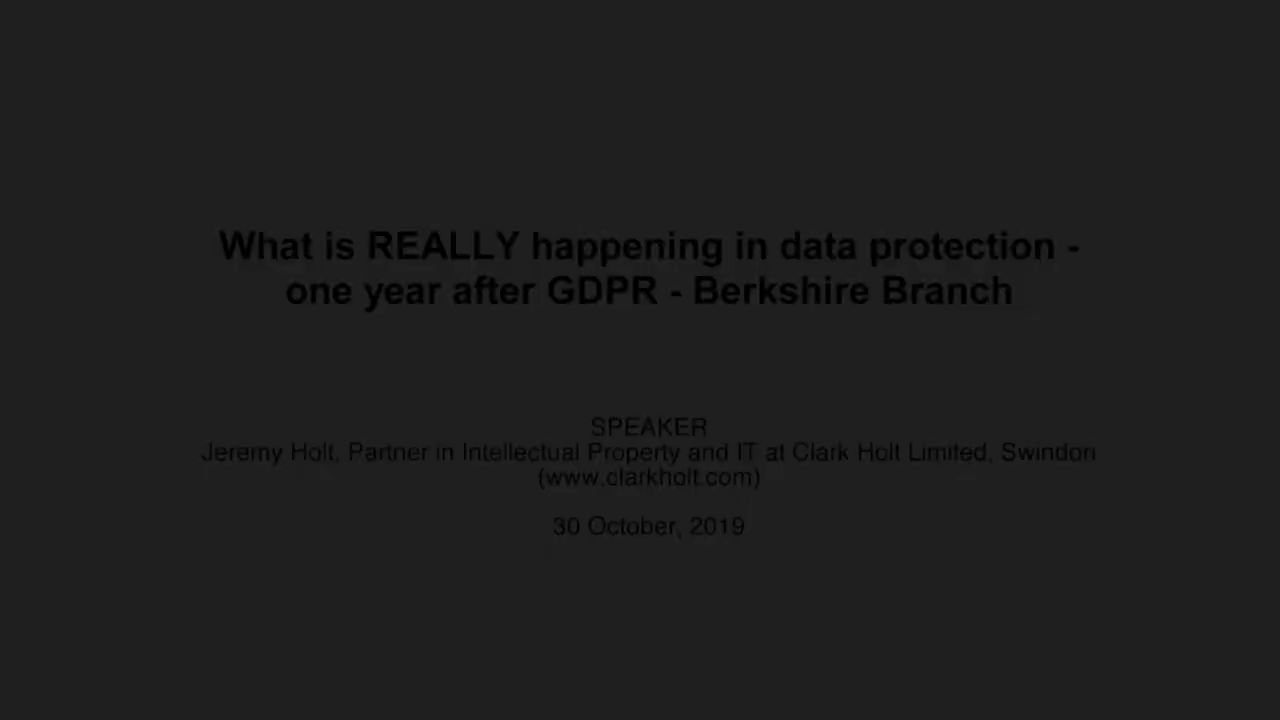 What is REALLY happening in data protection -
one year after GDPR - Berkshire Branch
SPEAKER
Jeremy Holt, Partner in Intellectual Property and IT at Clark Holt Limited, Swindon
(www.clarkholt.com)
30 October, 2019